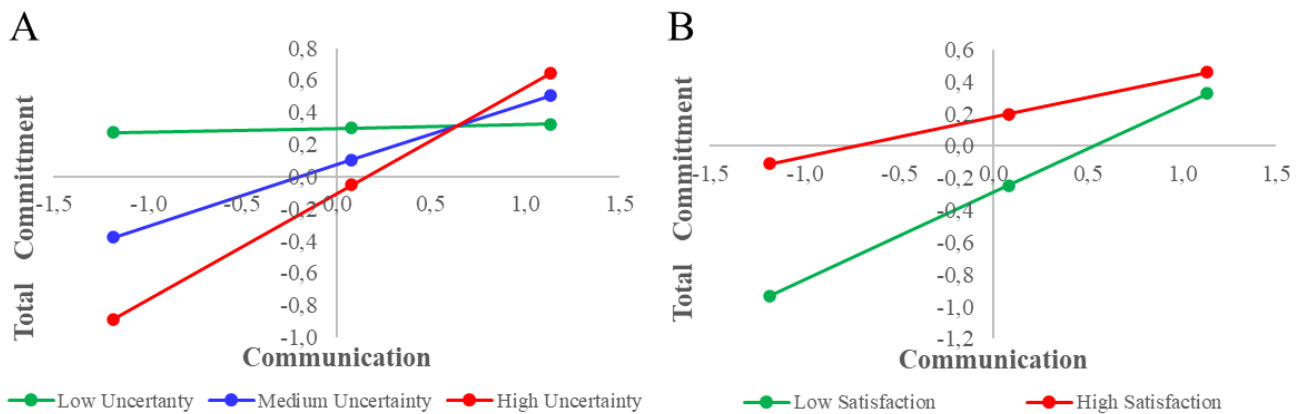 A
Total Committment
0,8
0,6
0,4
0,2
0,0
-0,2
-0,4
-0,6
-0,8
-1,0
-1,5 -1,0 -0,5 0,0 0,5 1,0 1,5
Communication
Low Uncertanty Medium Uncertainty High Uncertainty
B
Total Committment
0,6
0,4
0,2
0,0
-0,2
-0,4
-0,6
-0,8
-1,0
-1,2
-1,5 -1,0 -0,5 0,0 0,5 1,0 1,5
Communication
Low Satisfaction High Satisfaction